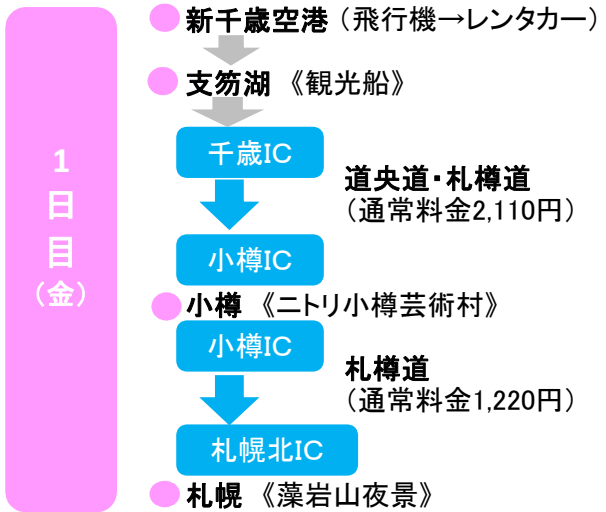 1
日
目
（金）
新千歳空港（飛行機→レンタカー）
支笏湖《観光船》
千歳IC
道央道・札樽道
（通常料金2,110円）
小樽IC
小樽《ニトリ小樽芸術村》
小樽IC
札樽道
（通常料金1,220円）
札幌北IC
札幌《藻岩山夜景》